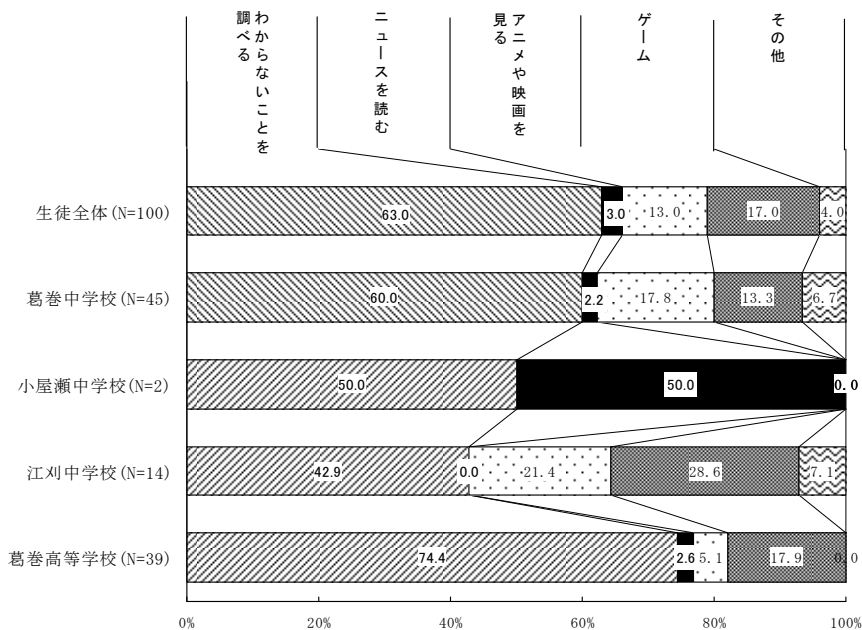 わからないことを
調べる
ニュースを読む
アニメや映画を
見る
ゲーム
その他
生徒全体(N=100)
63.0
3.0
13.0
17.0
4.0
葛巻中学校(N=45)
60.0
2.2
17.8
13.3
6.7
小屋瀬中学校(N=2)
50.0
50.0
0.0
江刈中学校(N=14)
42.9
0.0
21.4
28.6
7.1
葛巻高等学校(N=39)
74.4
2.6
5.1
17.9
0.0
0%
20%
40%
60%
80%
100%